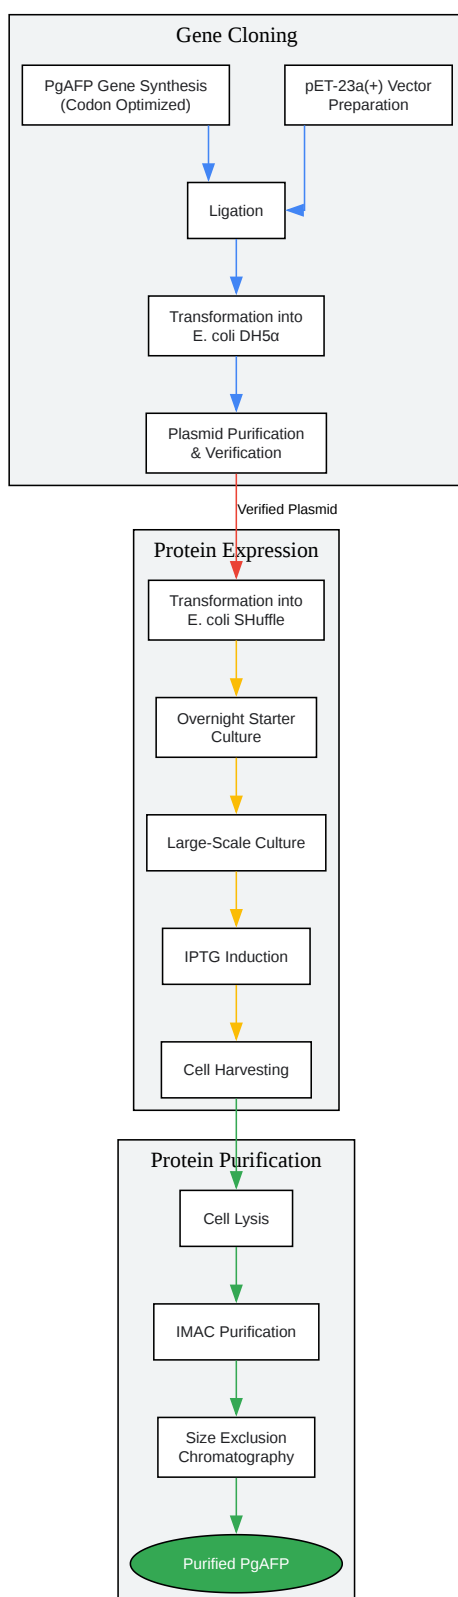 Gene Cloning
PgAFP Gene Synthesis
(Codon Optimized)
pET-23a(+) Vector
Preparation
Ligation
Transformation into
E. coli DH5α
Plasmid Purification
& Verification
Verified Plasmid
Protein Expression
Transformation into
E. coli SHuffle
Overnight Starter
Culture
Large-Scale Culture
IPTG Induction
Cell Harvesting
Protein Purification
Cell Lysis
IMAC Purification
Size Exclusion
Chromatography
Purified PgAFP